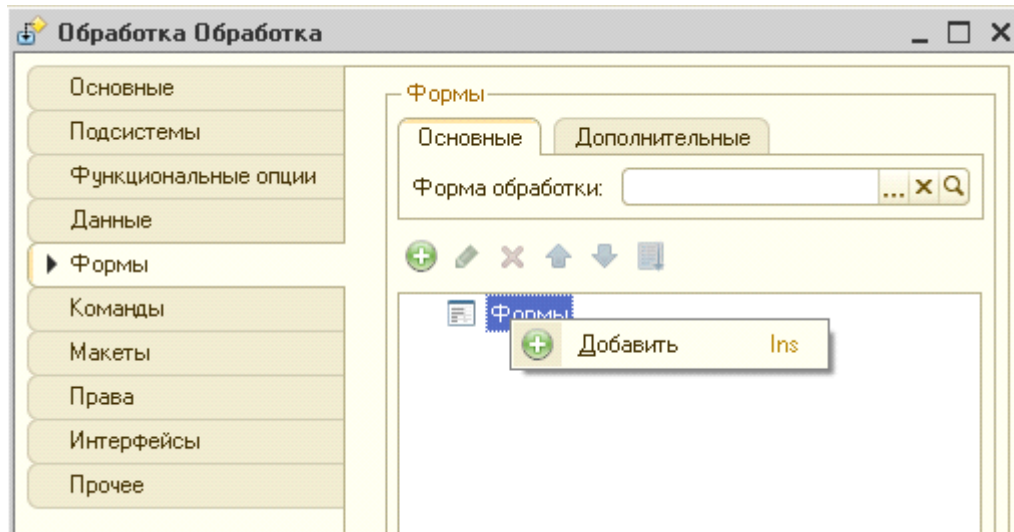 Обработка Обработка
Основные
Подсистемы
Функциональные опции
Данные
Формы
Команды
Макеты
Права
Интерфейсы
Прочее
Формы
Основные Дополнительные
Форма обработки: ...
Формы
Добавить Ins